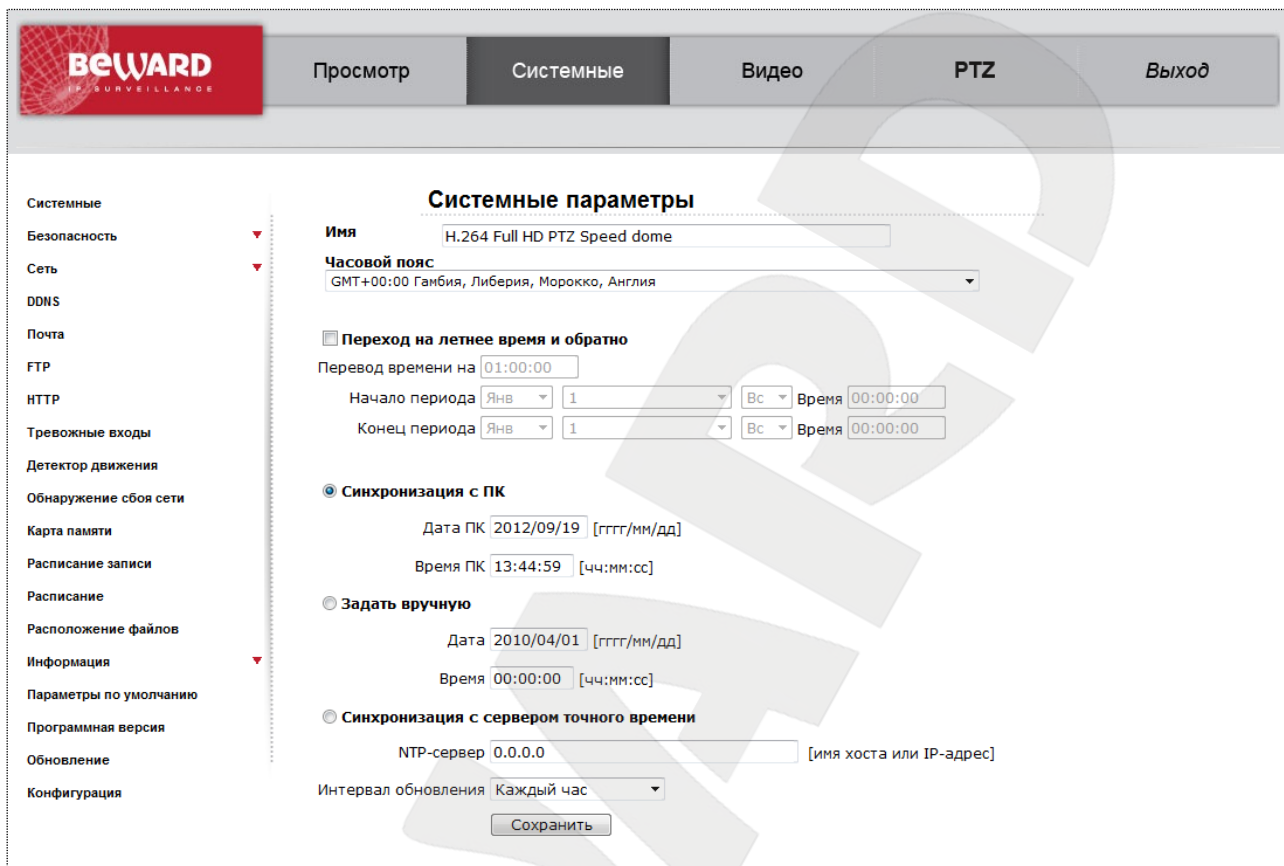 BEWARD
IP SURVEILLANCE
Просмотр
Системные
Видео
PTZ
Выход
Системные
Безопасность
Сеть
DDNS
Почта
FTP
HTTP
Тревожные входы
Детектор движения
Обнаружение сбоя сети
Карта памяти
Расписание записи
Расписание
Расположение файлов
Информация
Параметры по умолчанию
Программная версия
Обновление
Конфигурация
Системные параметры
Имя H.264 Full HD PTZ Speed dome
Часовой пояс
GMT+00:00 Гамбия, Либерия, Морокко, Англия
Переход на летнее время и обратно
Перевод времени на 01:00:00
Начало периода Янв 1 Вс Время 00:00:00
Конец периода Янв 1 Вс Время 00:00:00
Синхронизация с ПК
Дата ПК 2012/09/19 [гггг/мм/дд]
Время ПК 13:44:59 [чч:мм:сс]
Задать вручную
Дата 2010/04/01 [гггг/мм/дд]
Время 00:00:00 [чч:мм:сс]
Синхронизация с сервером точного времени
NTP-сервер 0.0.0.0 [имя хоста или IP-адрес]
Интервал обновления Каждый час
Сохранить